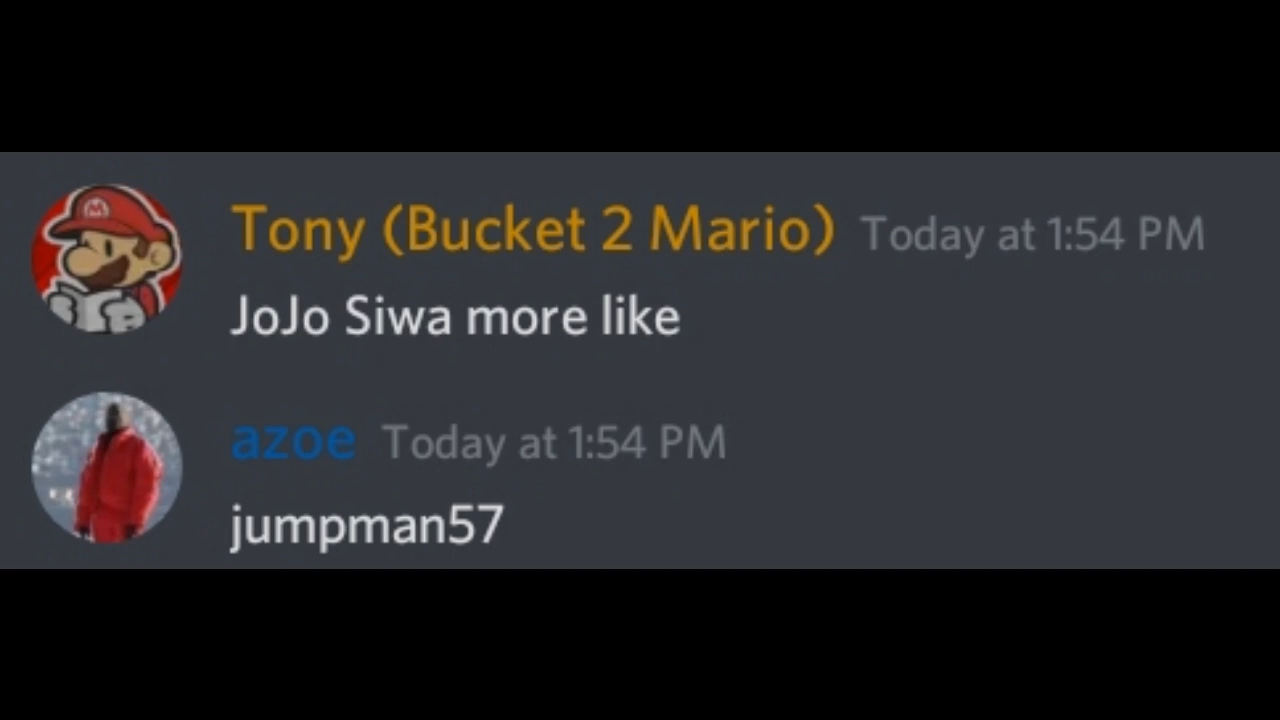 Tony (Bucket 2 Mario) Today at 1:54 PM
JoJo Siwa more like
azoe Today at 1:54 PM
jumpman57